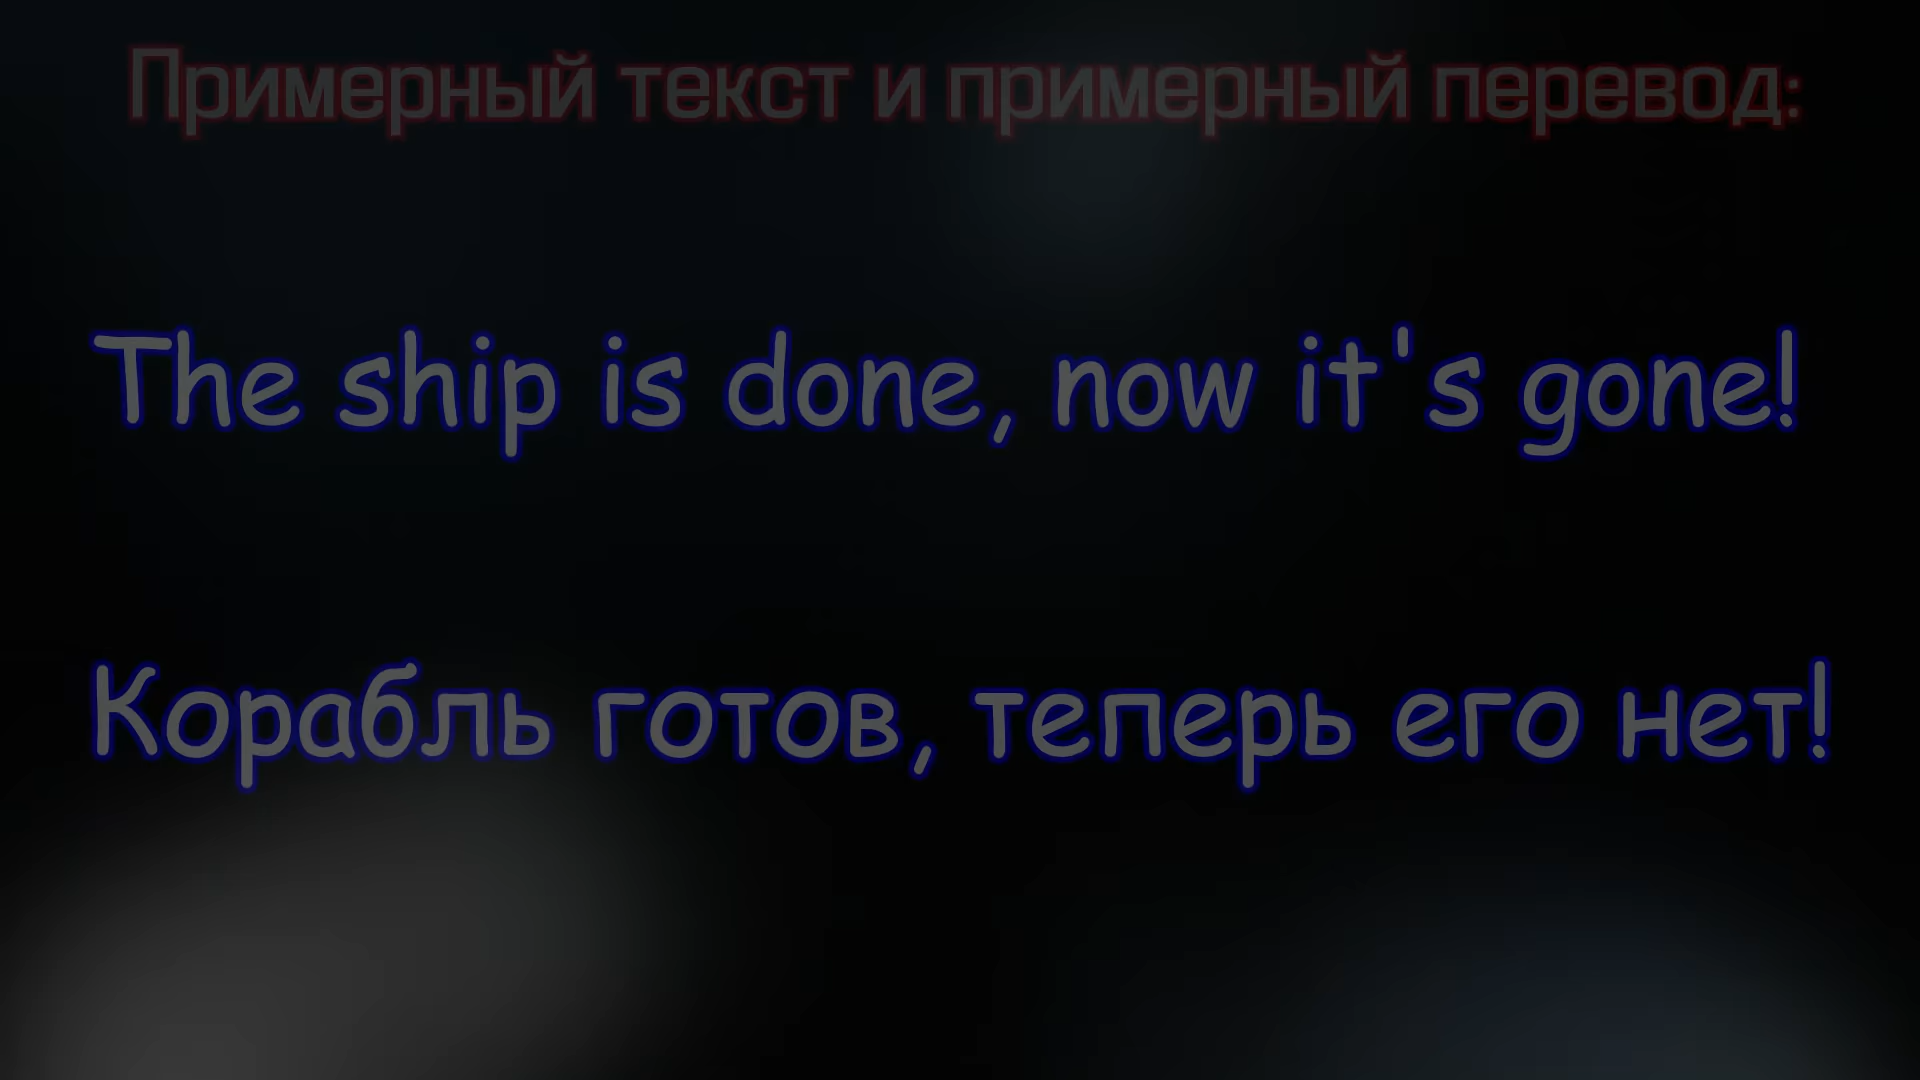 Примерный текст и примерный перевод:
The ship is done, now it's gone!
Корабль готов, теперь его нет!